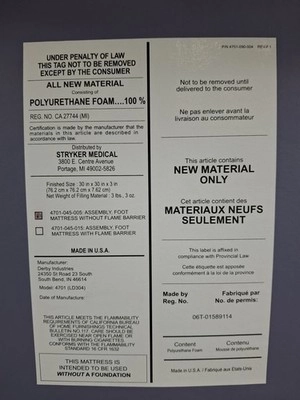 UNDER PENALTY OF LAW
THIS TAG NOT TO BE REMOVED
EXCEPT BY THE CONSUMER
ALL NEW MATERIAL
Consisting of
POLYURETHANE FOAM....100 %
REG. NO. CA 27744 (MI)
Certification is made by the manufacturer that the
materials in this article are described in
accordance with law.
Distributed by
STRYKER MEDICAL
3800 E. Centre Avenue
Portage, MI 49002-5826
Finished Size: 30 in x 30 in x 3 in
(76.2 cm x 76.2 cm x 7.62 cm)
Net Weight of Filling Material: 3 lbs., 3 oz.
4701-045-005: ASSEMBLY, FOOT
MATTRESS WITHOUT FLAME BARRIER
4701-045-015: ASSEMBLY, FOOT
MATTRESS WITH FLAME BARRIER
MADE IN U.S.A.
Manufacturer:
Derby Industries
24350 St Road 23 South
South Bend, IN 46614
Model: 4701 (LD304)
Date of Manufacture:
THIS ARTICLE MEETS THE FLAMMABILITY
REQUIREMENTS OF CALIFORNIA BUREAU
OF HOME FURNISHINGS TECHNICAL
BULLETIN NO.117. CARE SHOULD BE
EXERCISED NEAR OPEN FLAME OR
WITH BURNING CIGARETTES
CONFORMS WITH THE FLAMMABILITY
STANDARD 16 CFR 1632
THIS MATTRESS IS
INTENDED TO BE USED
WITHOUT A FOUNDATION
Not to be removed until
delivered to the consumer
Ne pas enlever avant la
livraison au consommateur
This article contains
NEW MATERIAL
ONLY
Cet article contient des
MATERIAUX NEUFS
SEULEMENT
This label is affixed in
compliance with Provincial Law.
Cette étiquette est apposée
conformément à la loi de la province
Made by
Reg. No.
Fabriqué par
No. de permis:
06T-01589114
Content
Polyurethane Foam
Contenu
Mousse de polyuréthane
Made in U.S.A. / Fabriqué aux Etats-Unis